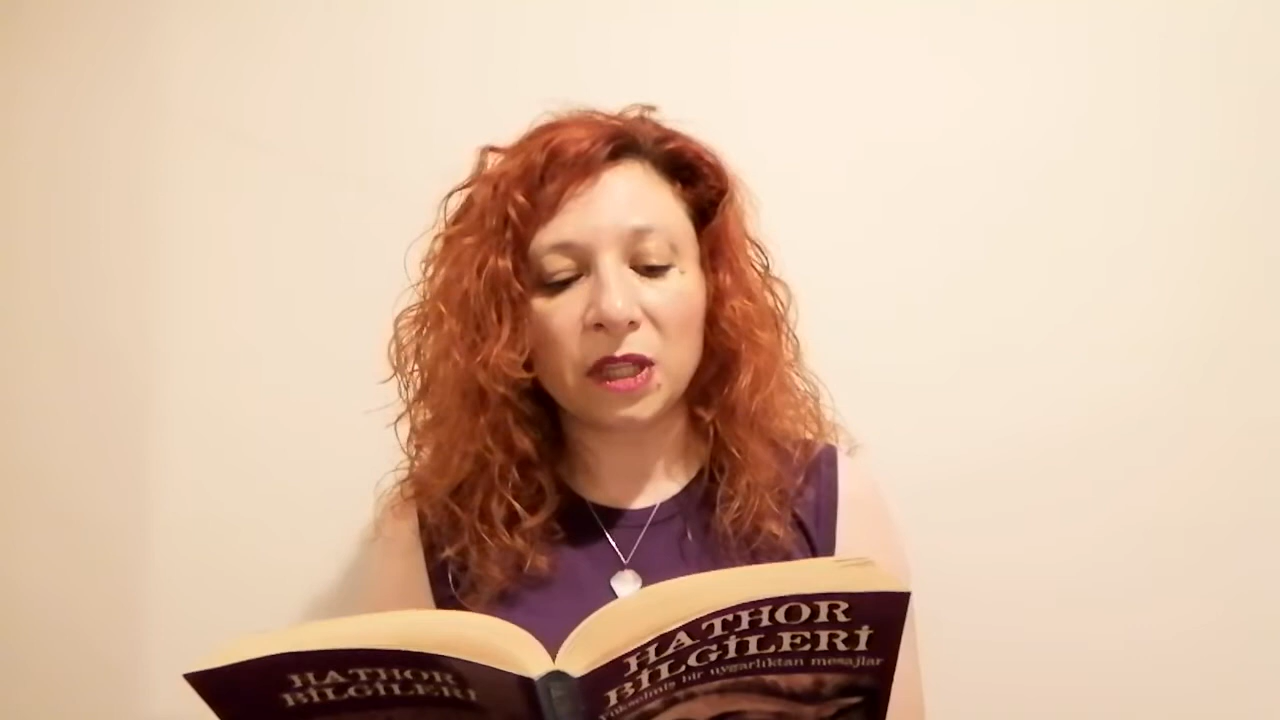 HATHOR
BİLGİLERİ
HATHOR
BİLGİLERİ
Yükselmiş bir uygarlıktan mesajlar